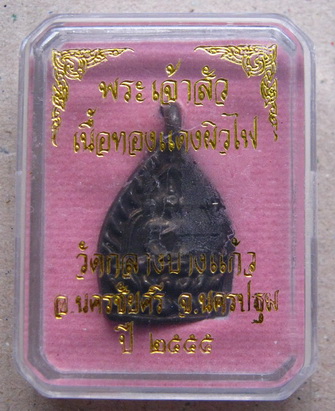 พระเจ้าสัว
เนื้อทองแดงผิวไฟ
วัดกลางบางแก้ว
อ.นครชัยศรี จ.นครปฐม
ปี ๒๕๕๕